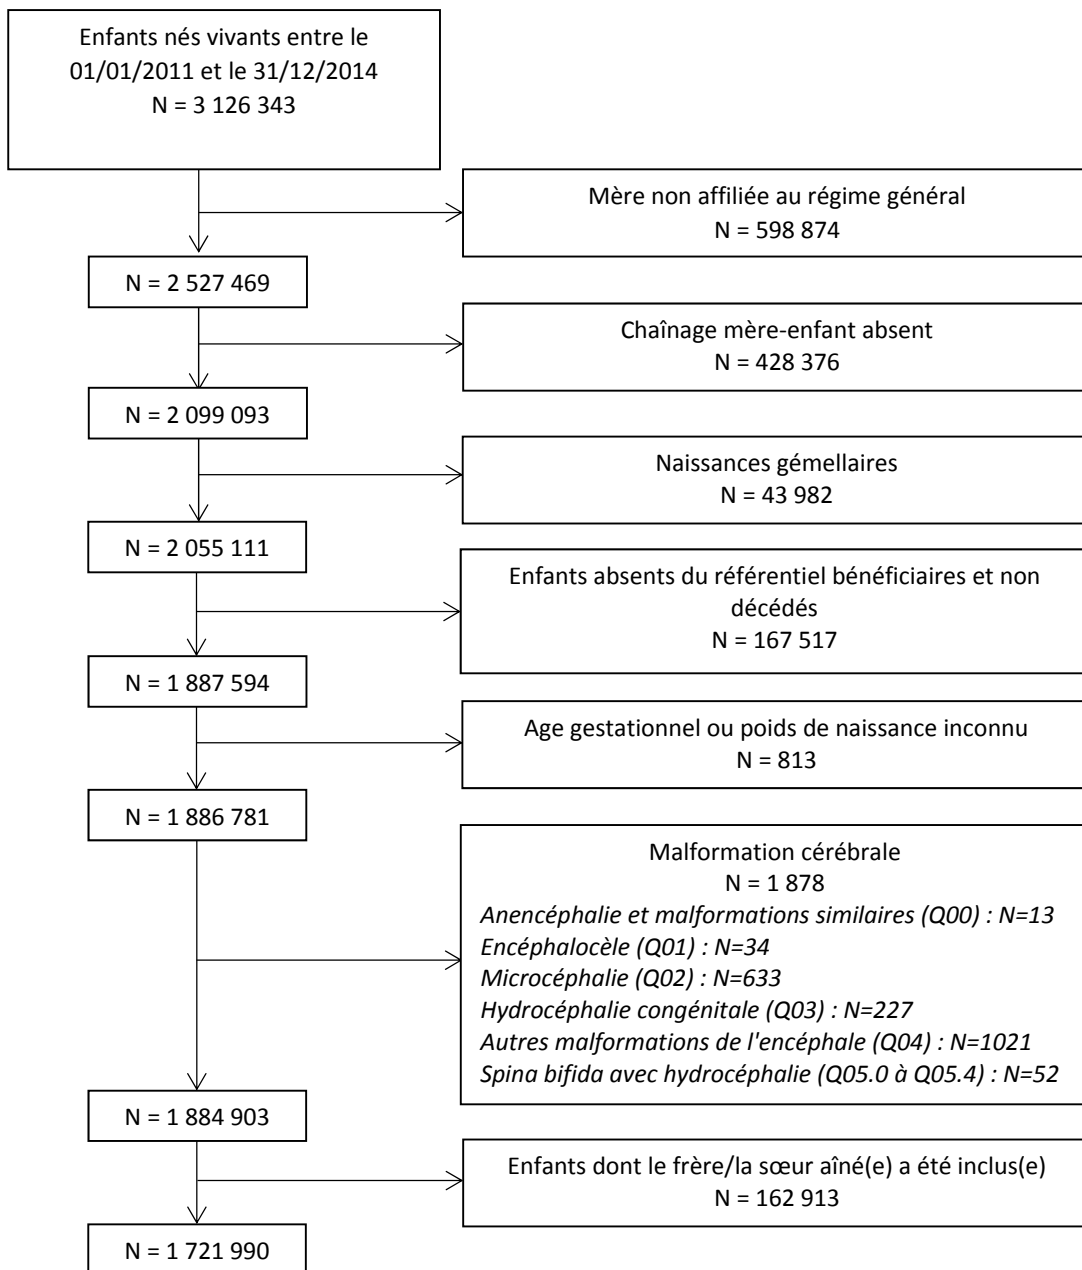 Enfants nés vivants entre le
01/01/2011 et le 31/12/2014
N = 3 126 343
Mère non affiliée au régime général
N = 598 874
N = 2 527 469
Chaînage mère-enfant absent
N = 428 376
N = 2 099 093
Naissances gémellaires
N = 43 982
N = 2 055 111
Enfants absents du référentiel bénéficiaires et non
décédés
N = 167 517
N = 1 887 594
Age gestationnel ou poids de naissance inconnu
N = 813
N = 1 886 781
Malformation cérébrale
N = 1 878
Anencéphalie et malformations similaires (Q00) : N=13
Encéphalocèle (Q01) : N=34
Microcéphalie (Q02) : N=633
Hydrocéphalie congénitale (Q03) : N=227
Autres malformations de l'encéphale (Q04) : N=1021
Spina bifida avec hydrocéphalie (Q05.0 à Q05.4) : N=52
N = 1 884 903
Enfants dont le frère/la sœur aîné(e) a été inclus(e)
N = 162 913
N = 1 721 990